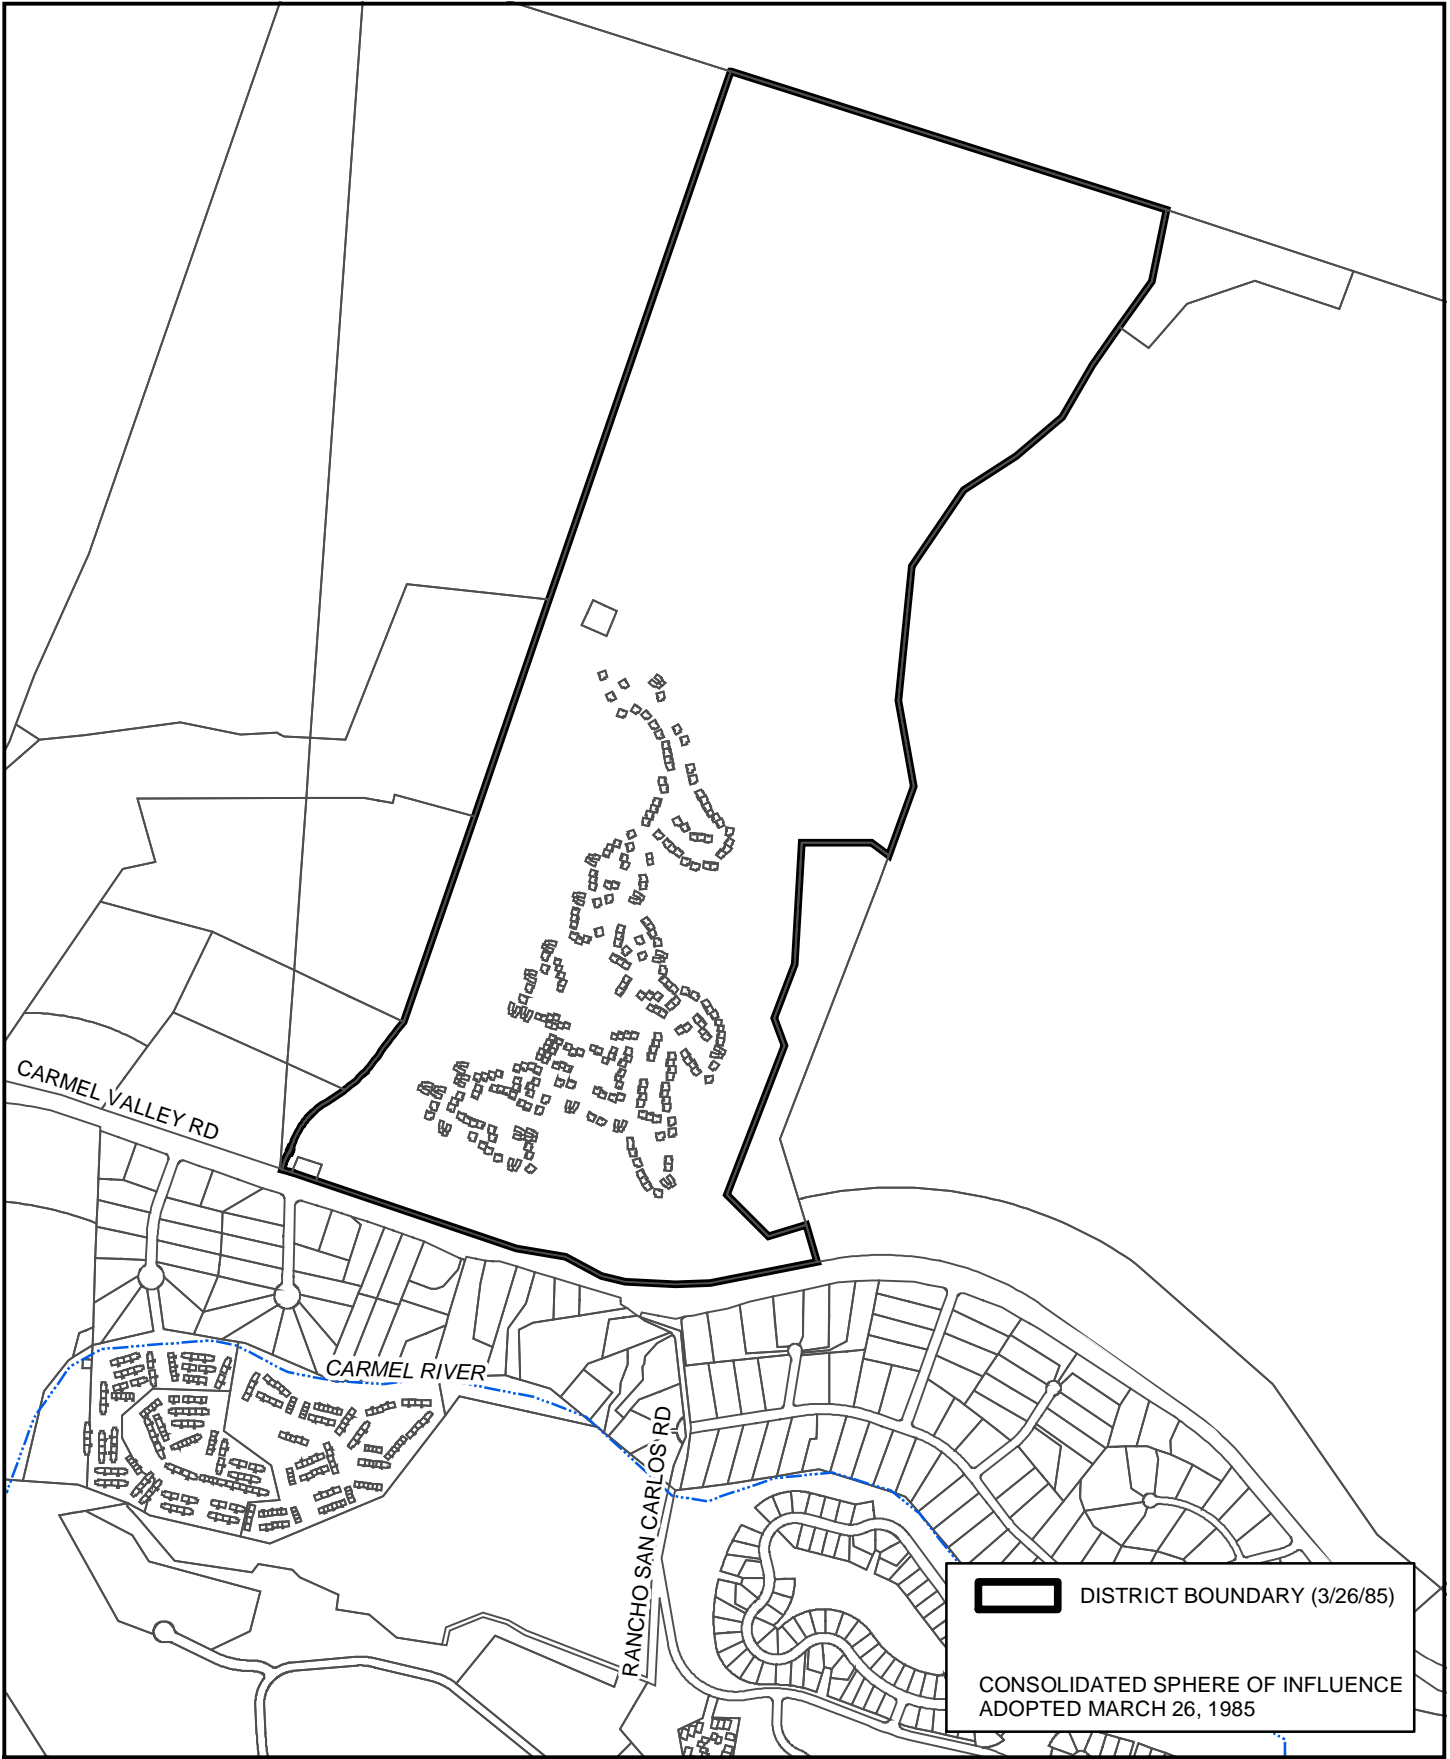 CARMEL VALLEY RD
CARMEL RIVER
RANCHO SAN CARLOS RD
DISTRICT BOUNDARY (3/26/85)
CONSOLIDATED SPHERE OF INFLUENCE
ADOPTED MARCH 26, 1985